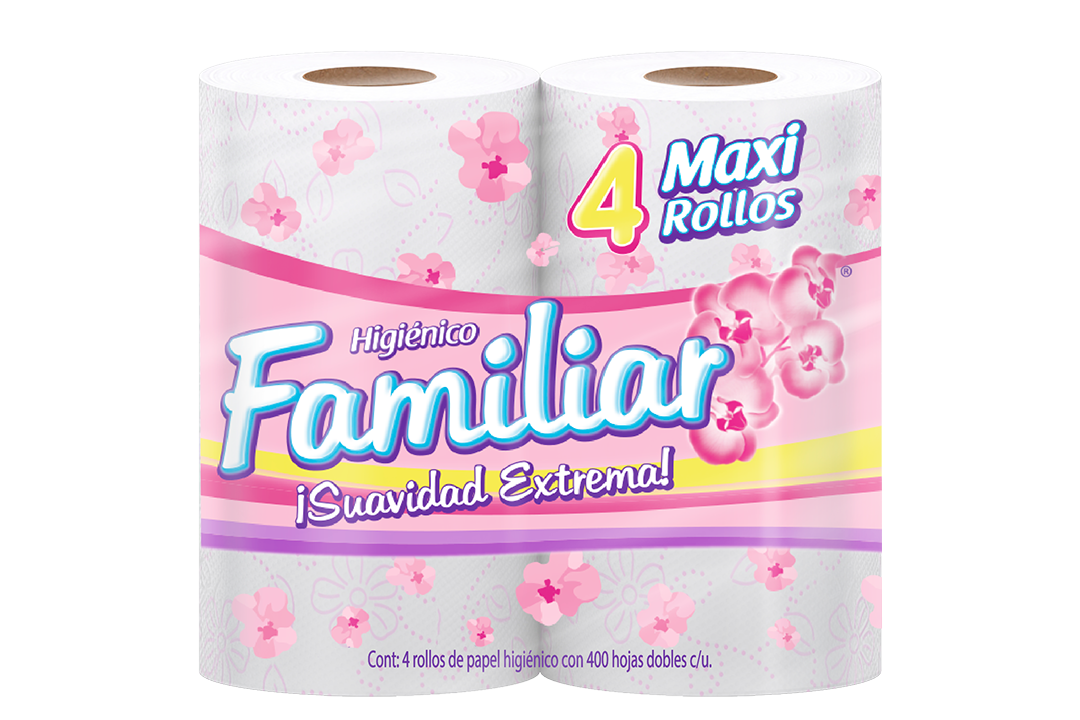 4 Maxi
Rollos
®
Higiénico
Familiar
¡Suavidad Extrema!
Cont: 4 rollos de papel higiénico con 400 hojas dobles c/u.